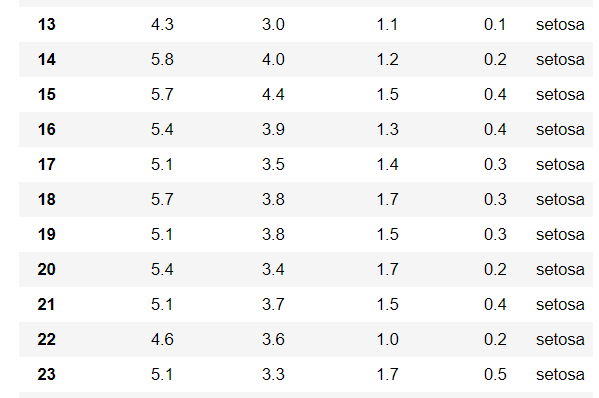 13 4.3 3.0 1.1 0.1 setosa
14 5.8 4.0 1.2 0.2 setosa
15 5.7 4.4 1.5 0.4 setosa
16 5.4 3.9 1.3 0.4 setosa
17 5.1 3.5 1.4 0.3 setosa
18 5.7 3.8 1.7 0.3 setosa
19 5.1 3.8 1.5 0.3 setosa
20 5.4 3.4 1.7 0.2 setosa
21 5.1 3.7 1.5 0.4 setosa
22 4.6 3.6 1.0 0.2 setosa
23 5.1 3.3 1.7 0.5 setosa